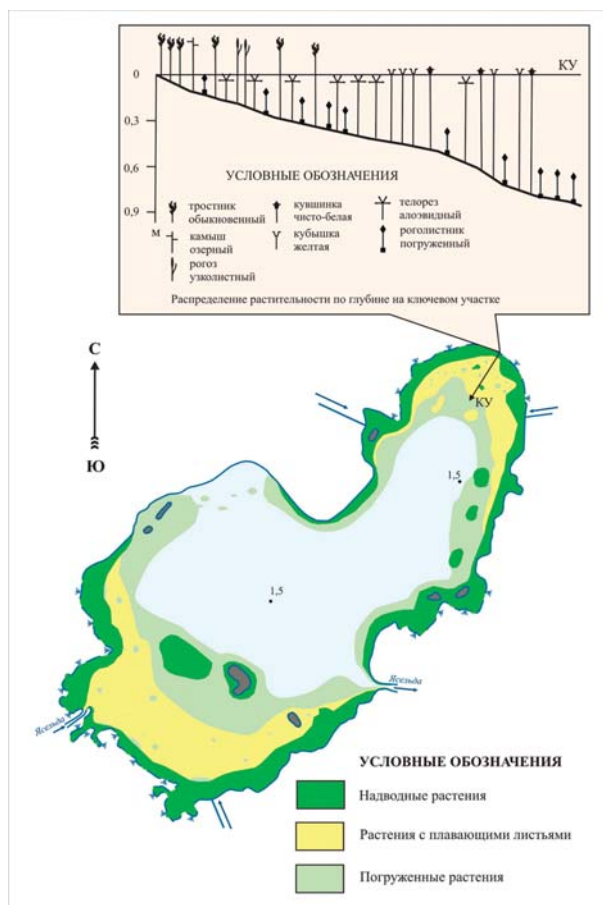 КУ
0
0,3
0,6
0,9
м
УСЛОВНЫЕ ОБОЗНАЧЕНИЯ
тростник
обыкновенный
камыш
озерный
рогоз
узколистный
кувшинка
чисто-белая
кубышка
желтая
телорез
алоэвидный
роголистник
погруженный
Распределение растительности по глубине на ключевом участке
С
Ю
КУ
1,5
1,5
Ясельда
Ясельда
УСЛОВНЫЕ ОБОЗНАЧЕНИЯ
Надводные растения
Растения с плавающими листьями
Погруженные растения